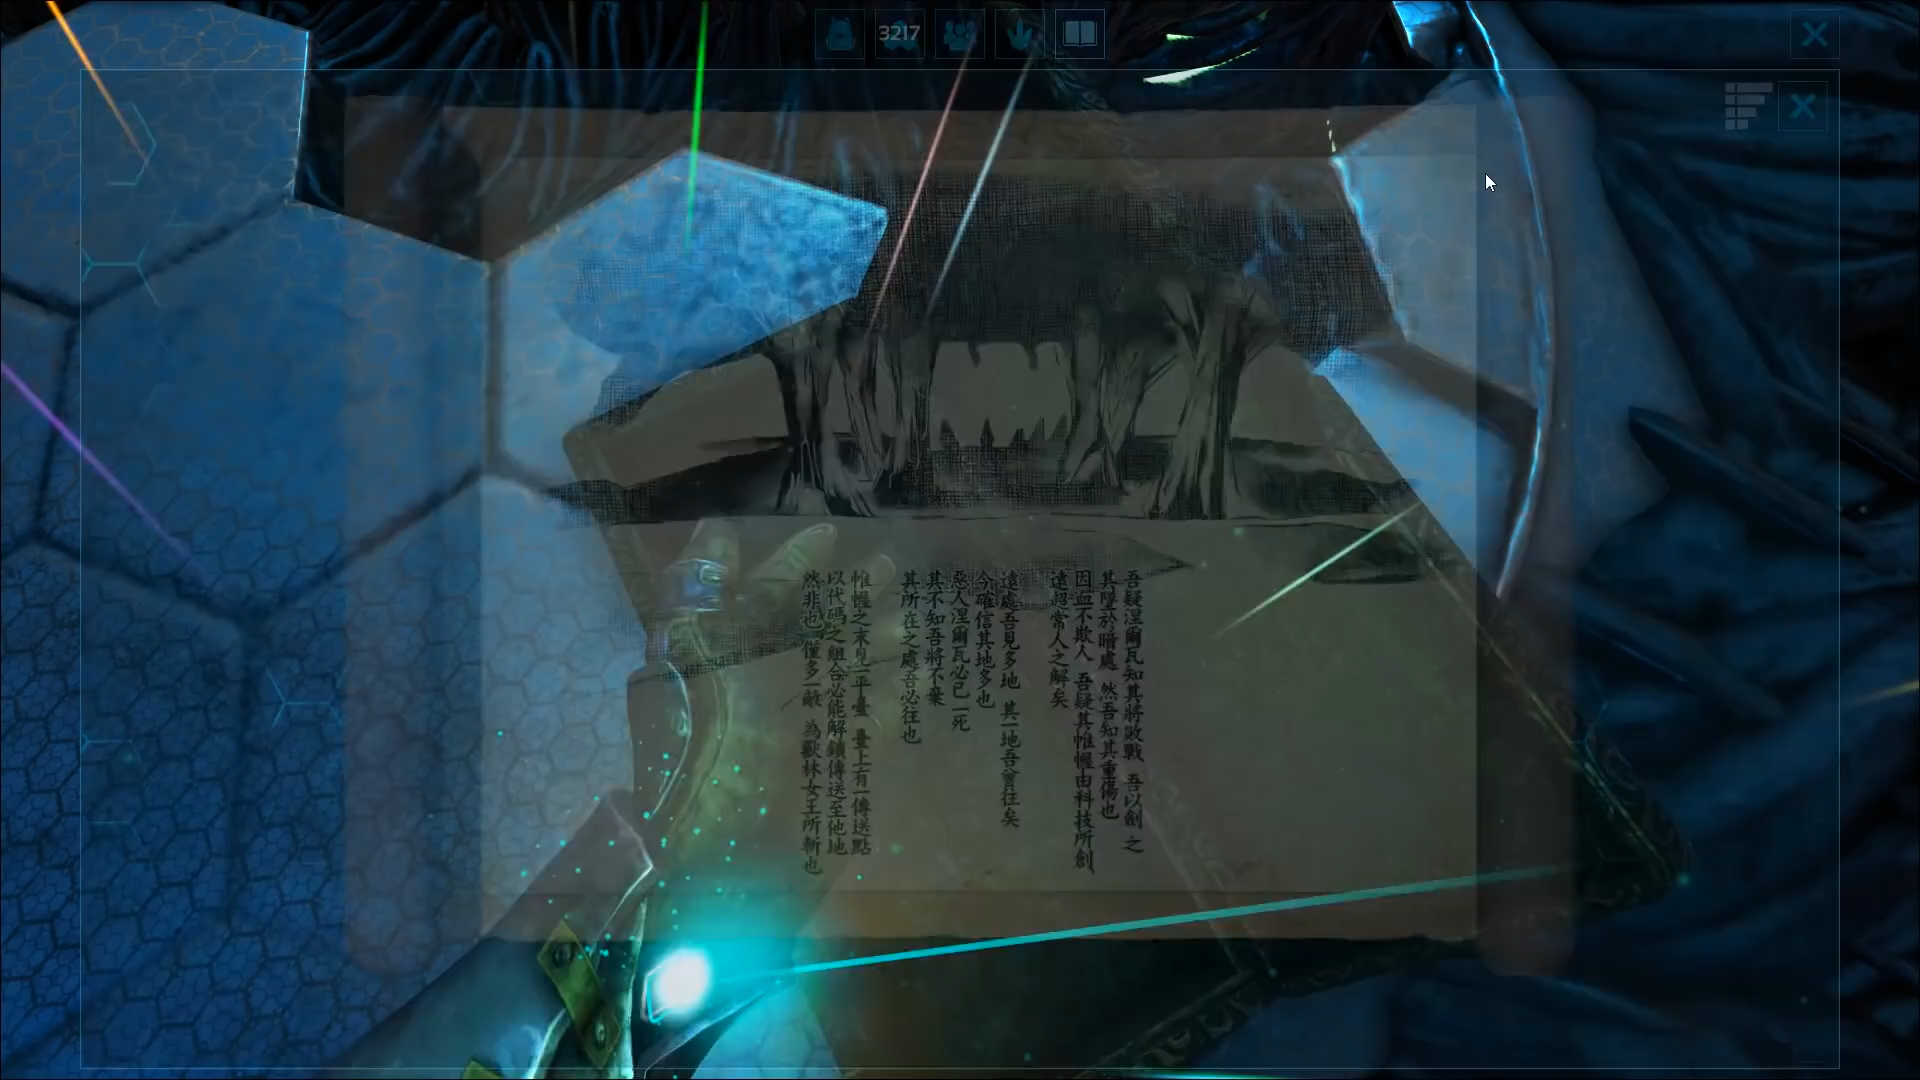 3217
吾疑涅爾瓦知其將敗戰 吾以劍之
其墜於暗處 然吾知其重傷也
因血不欺人 吾疑其帷幄由科技所創、
遠超常人之解矣
遠處吾見多地 其一地吾曾往矣
今確信其地多也
惡人涅爾瓦必已一死
其不知吾將不棄
其所在之處吾必往也
帷幄之末見一平臺 臺上有一傳送點
以代碼之組合必能解鎖傳送至他地
然非也 僅多一敵 為獸林女王所斬也